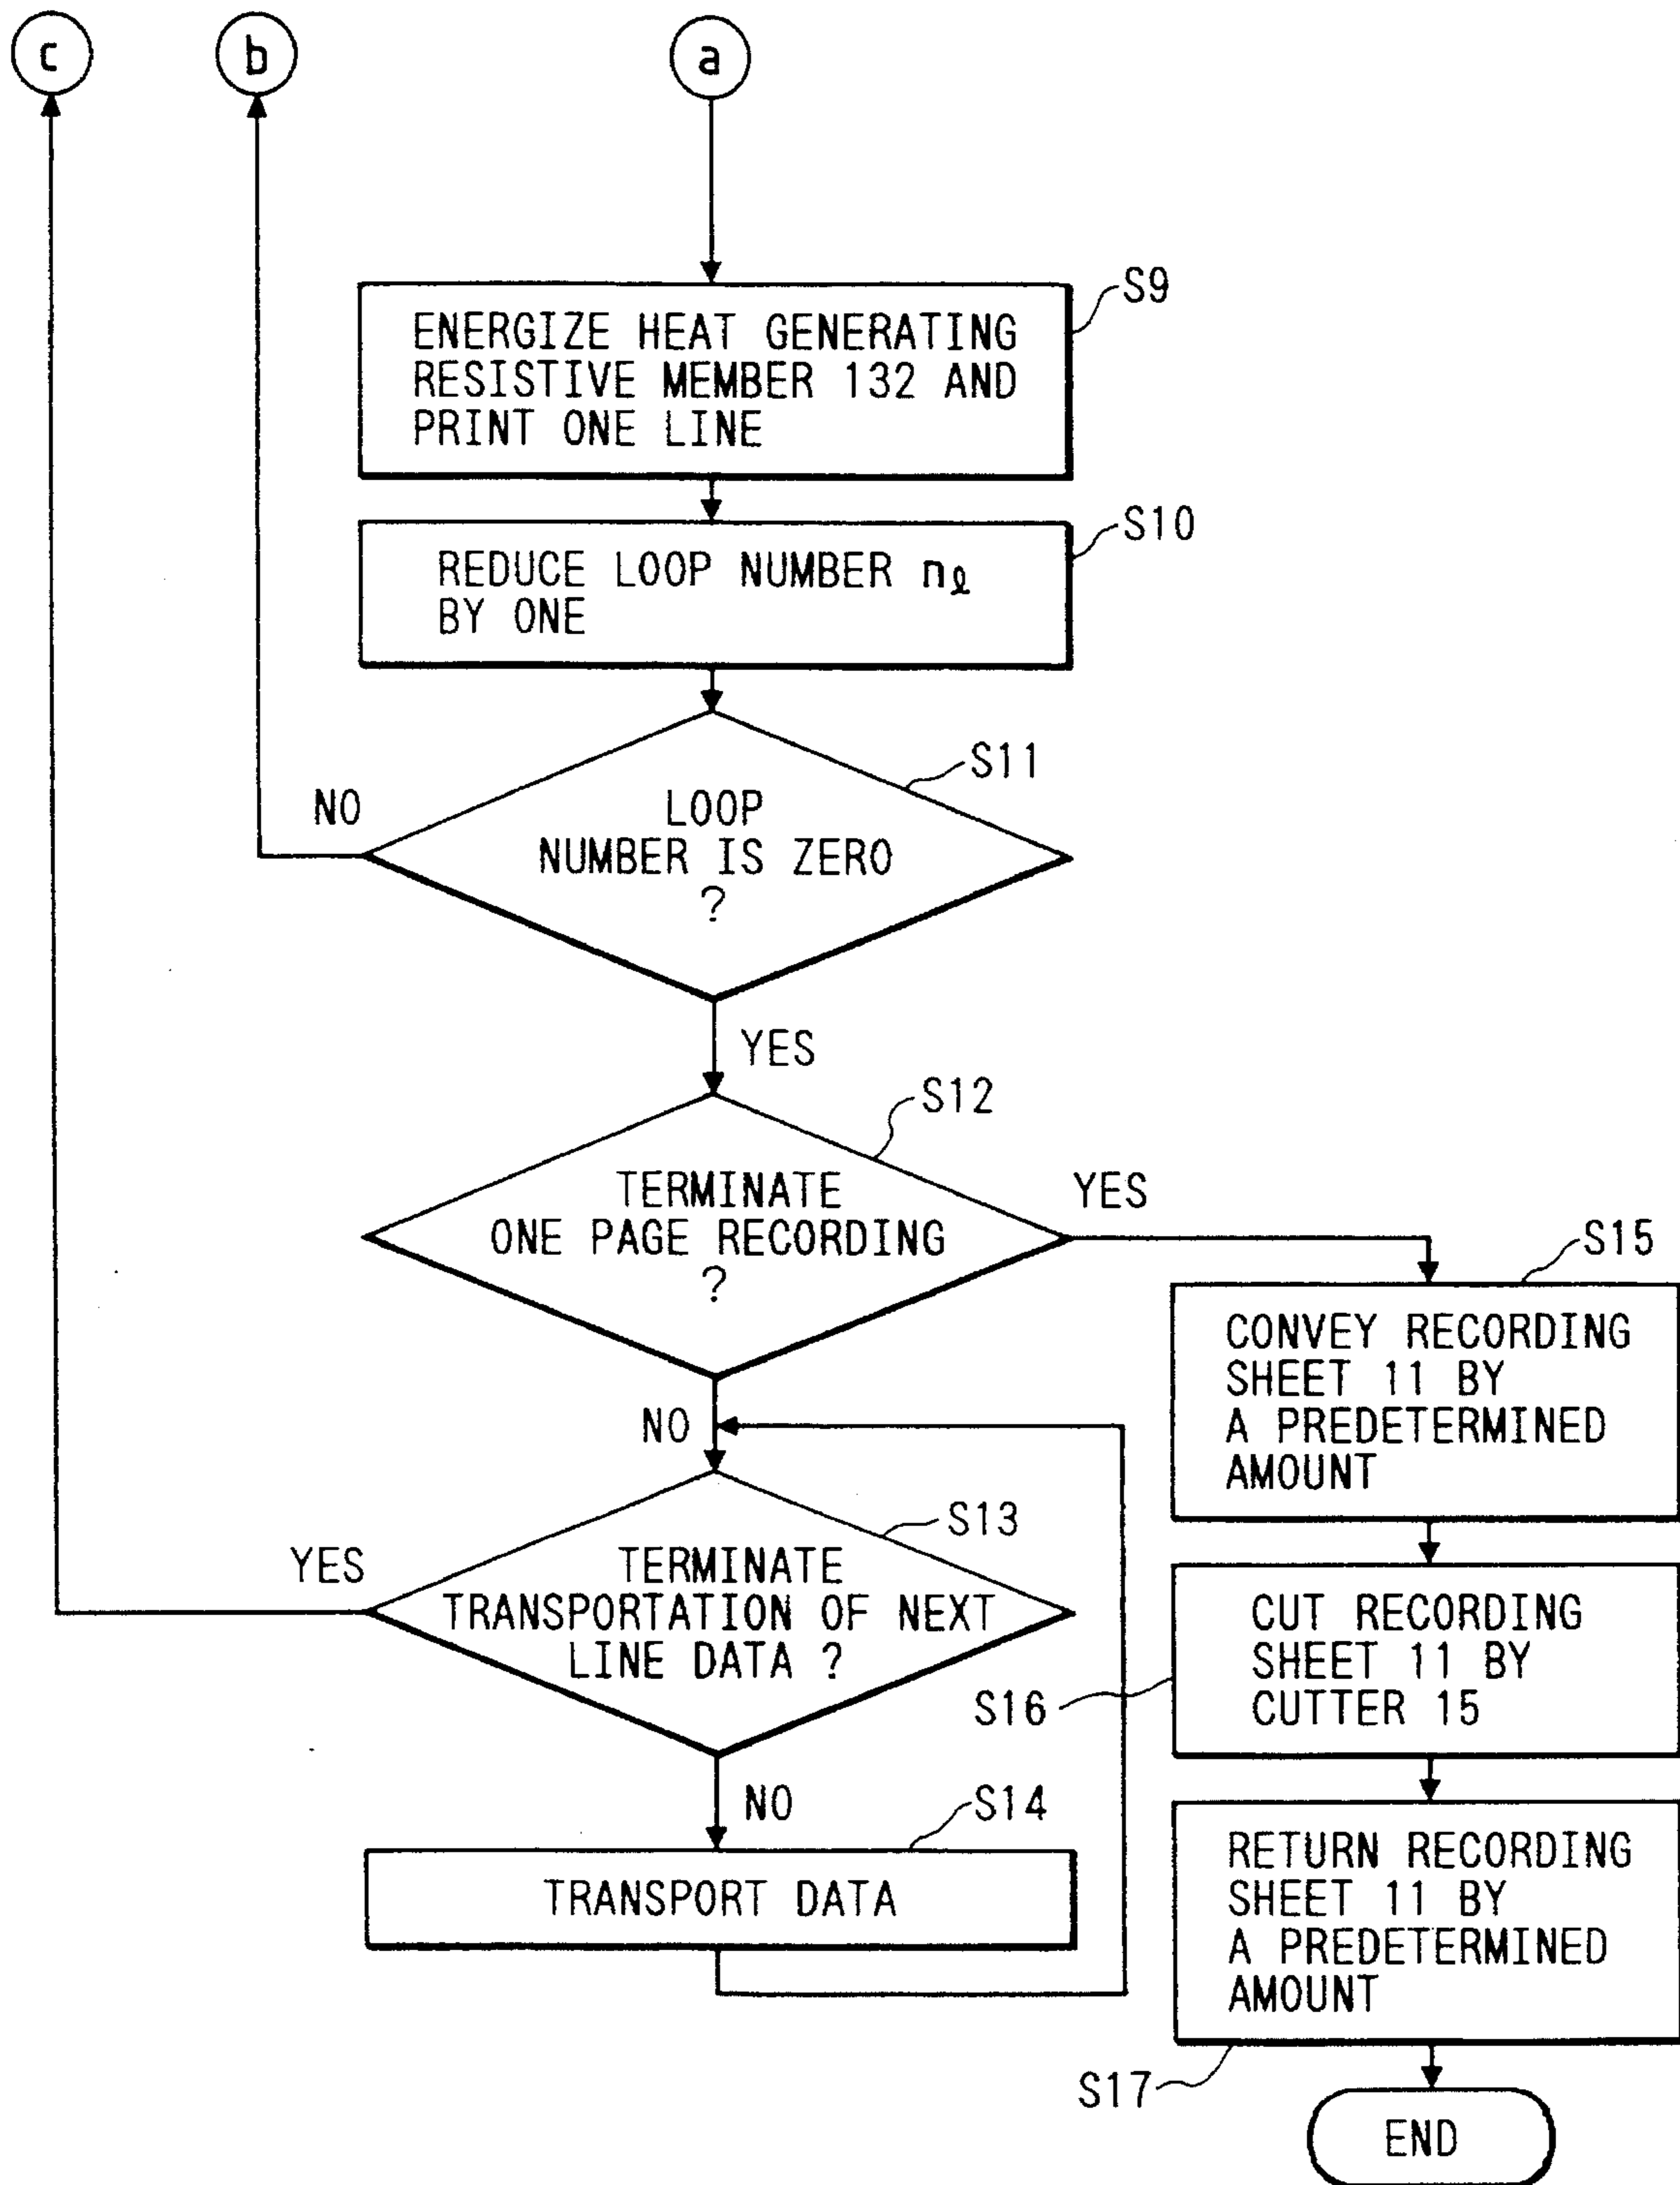 c
b
a
S9
ENERGIZE HEAT GENERATING
RESISTIVE MEMBER 132 AND
PRINT ONE LINE
S10
REDUCE LOOP NUMBER nℓ
BY ONE
S11
NO
LOOP
NUMBER IS ZERO
?
YES
S12
TERMINATE
ONE PAGE RECORDING
?
YES
NO
S13
YES
TERMINATE
TRANSPORTATION OF NEXT
LINE DATA ?
NO
S14
TRANSPORT DATA
S15
CONVEY RECORDING
SHEET 11 BY
A PREDETERMINED
AMOUNT
S16
CUT RECORDING
SHEET 11 BY
CUTTER 15
RETURN RECORDING
SHEET 11 BY
A PREDETERMINED
AMOUNT
S17
END